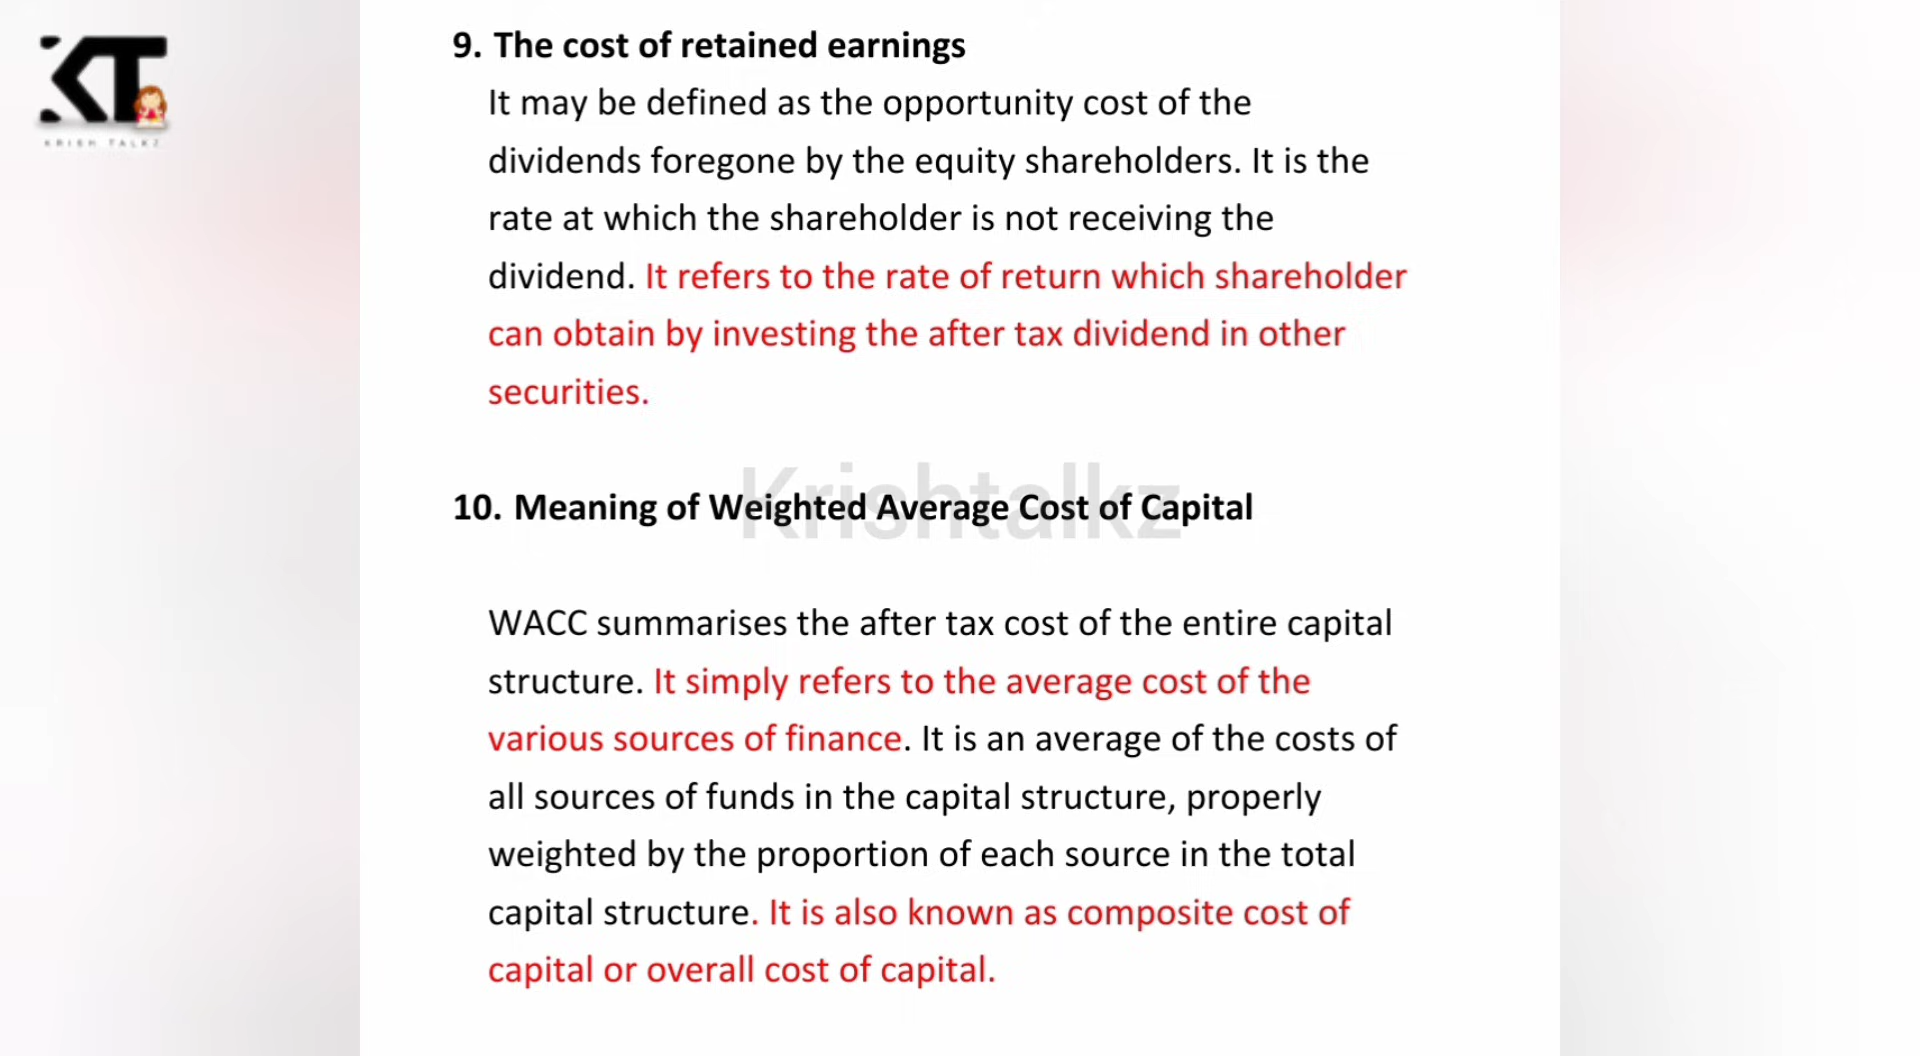 KT
KRISH TALKZ
9. The cost of retained earnings
It may be defined as the opportunity cost of the
dividends foregone by the equity shareholders. It is the
rate at which the shareholder is not receiving the
dividend. It refers to the rate of return which shareholder
can obtain by investing the after tax dividend in other
securities.
Krishtalkz
10. Meaning of Weighted Average Cost of Capital
WACC summarises the after tax cost of the entire capital
structure. It simply refers to the average cost of the
various sources of finance. It is an average of the costs of
all sources of funds in the capital structure, properly
weighted by the proportion of each source in the total
capital structure. It is also known as composite cost of
capital or overall cost of capital.